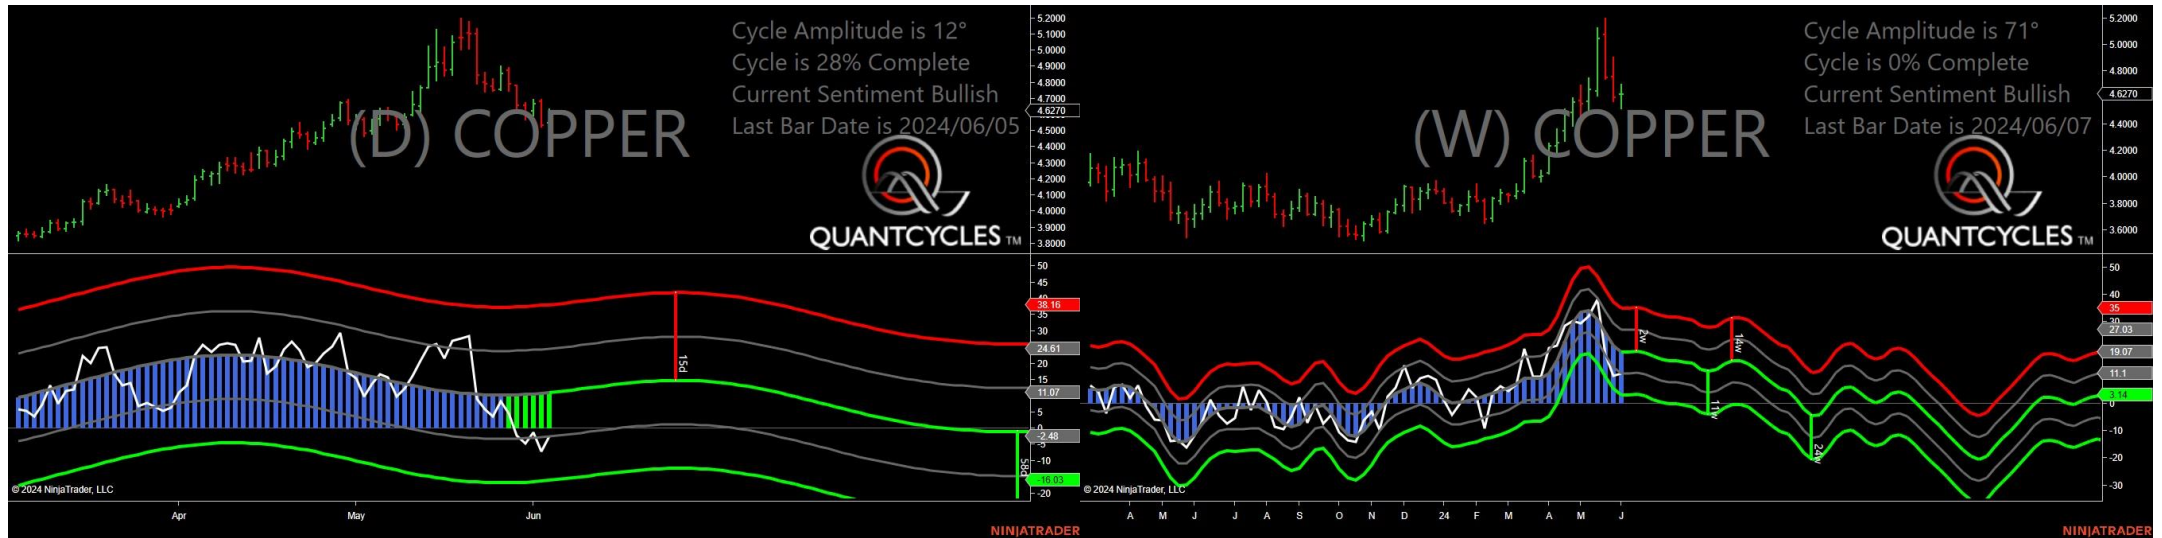 Cycle Amplitude is 12°
Cycle is 28% Complete
Current Sentiment Bullish
Last Bar Date is 2024/06/05
(D) COPPER
QUANTCYCLES TM
5.2000
5.1000
5.0000
4.9000
4.8000
4.7000
4.6270
4.5000
4.4000
4.3000
4.2000
4.1000
4.0000
3.9000
3.8000
50
45
38.16
35
30
24.61
20
15
11.07
5
0
-2.48
-5
-10
-16.03
-20
15d
58d
© 2024 NinjaTrader, LLC
Apr
May
Jun
NINJATRADER
Cycle Amplitude is 71°
Cycle is 0% Complete
Current Sentiment Bullish
Last Bar Date is 2024/06/07
(W) COPPER
QUANTCYCLES TM
5.2000
5.0000
4.8000
4.6270
4.4000
4.2000
4.0000
3.8000
3.6000
50
40
35
30
27.03
19.07
11.1
3.14
0
-10
-20
-30
2w
14w
11w
24w
© 2024 NinjaTrader, LLC
A M J J A S O N D 24 F M A M J
NINJATRADER